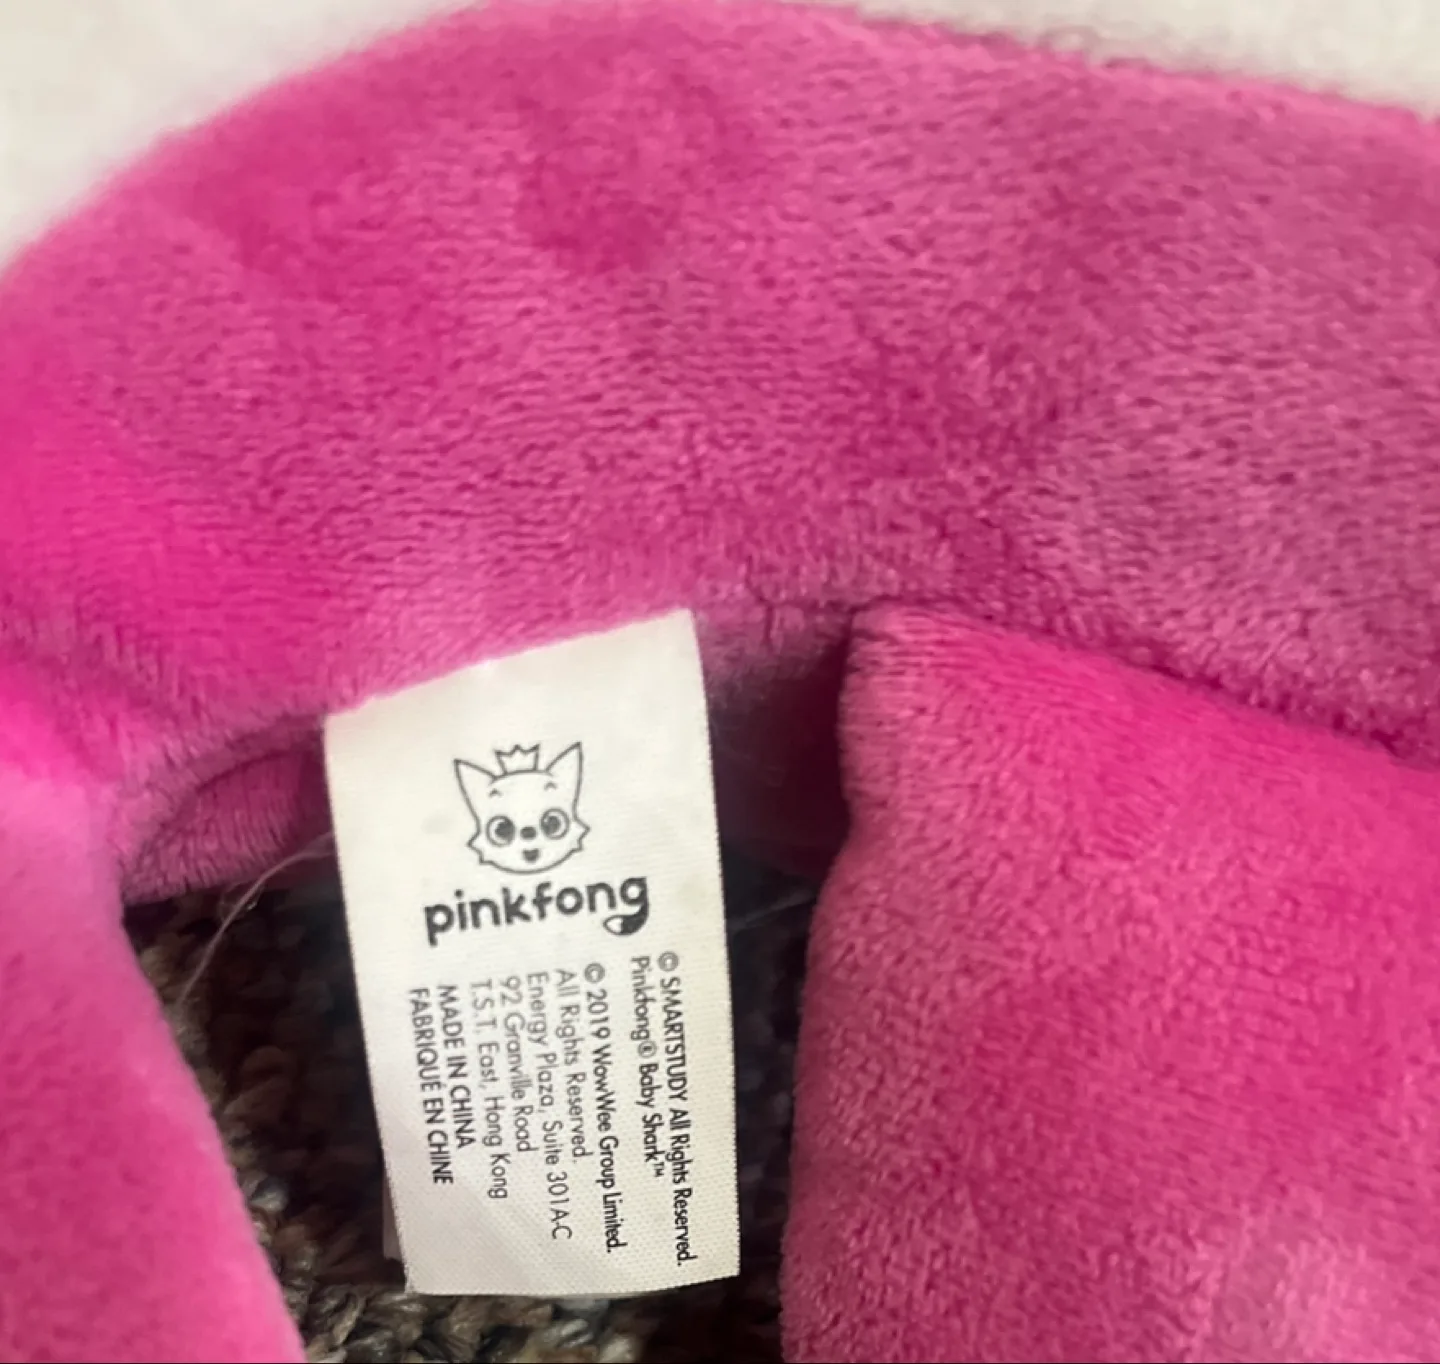 pinkfong
© SMARTSTUDY All Rights Reserved.
Pinkfong® Baby Shark™
© 2019 WowWee Group Limited.
All Rights Reserved.
Energy Plaza, Suite 301A-C
92 Granville Road
T.S.T. East, Hong Kong
MADE IN CHINA
FABRIQUÉ EN CHINE